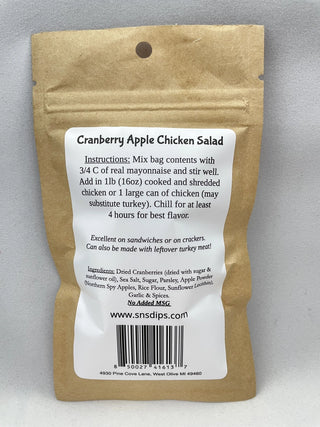 Cranberry Apple Chicken Salad
Instructions: Mix bag contents with
3/4 C of real mayonnaise and stir well.
Add in 1lb (16oz) cooked and shredded
chicken or 1 large can of chicken (may
substitute turkey). Chill for at least
4 hours for best flavor.
Excellent on sandwiches or on crackers.
Can also be made with leftover turkey meat!
Ingredients: Dried Cranberries (dried with sugar &
sunflower oil), Sea Salt, Sugar, Parsley, Apple Powder
(Northern Spy Apples, Rice Flour, Sunflower Lecithin),
Garlic & Spices.
No Added MSG
www.snsdips.com
8 50027 41613 7
4930 Pine Cove Lane, West Olive MI 49460